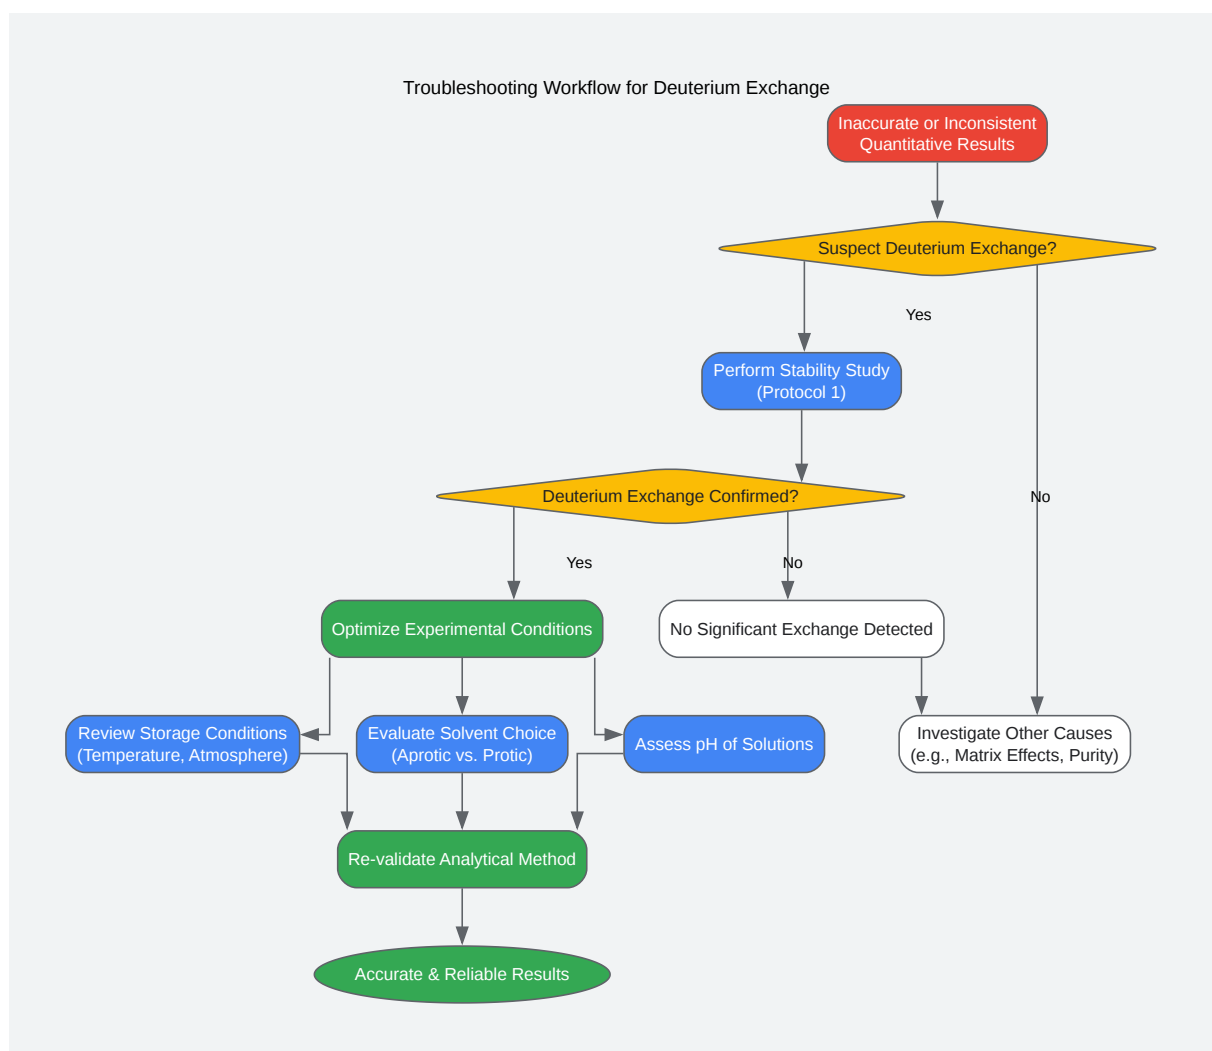 Troubleshooting Workflow for Deuterium Exchange
Inaccurate or Inconsistent
Quantitative Results
Suspect Deuterium Exchange?
Yes
Perform Stability Study
(Protocol 1)
No
Deuterium Exchange Confirmed?
Yes
No
Optimize Experimental Conditions
No Significant Exchange Detected
Review Storage Conditions
(Temperature, Atmosphere)
Evaluate Solvent Choice
(Aprotic vs. Protic)
Assess pH of Solutions
Investigate Other Causes
(e.g., Matrix Effects, Purity)
Re-validate Analytical Method
Accurate & Reliable Results